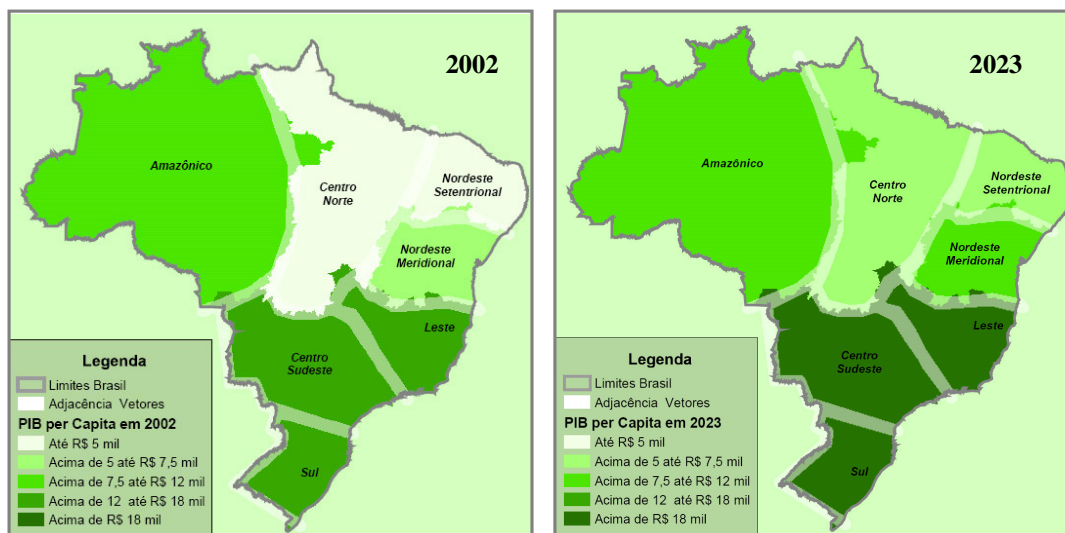 2002
Amazônico
Centro
Norte
Nordeste
Setentrional
Nordeste
Meridional
Leste
Centro
Sudeste
Sul
Legenda
Limites Brasil
Adjacência Vetores
PIB per Capita em 2002
Até R$ 5 mil
Acima de 5 até R$ 7,5 mil
Acima de 7,5 até R$ 12 mil
Acima de 12 até R$ 18 mil
Acima de R$ 18 mil
2023
Amazônico
Centro
Norte
Nordeste
Setentrional
Nordeste
Meridional
Leste
Centro
Sudeste
Sul
Legenda
Limites Brasil
Adjacência Vetores
PIB per Capita em 2023
Até R$ 5 mil
Acima de 5 até R$ 7,5 mil
Acima de 7,5 até R$ 12 mil
Acima de 12 até R$ 18 mil
Acima de R$ 18 mil